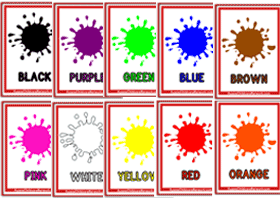 BLACK
PURPLE
GREEN
BLUE
BROWN
PINK
WHITE
YELLOW
RED
ORANGE